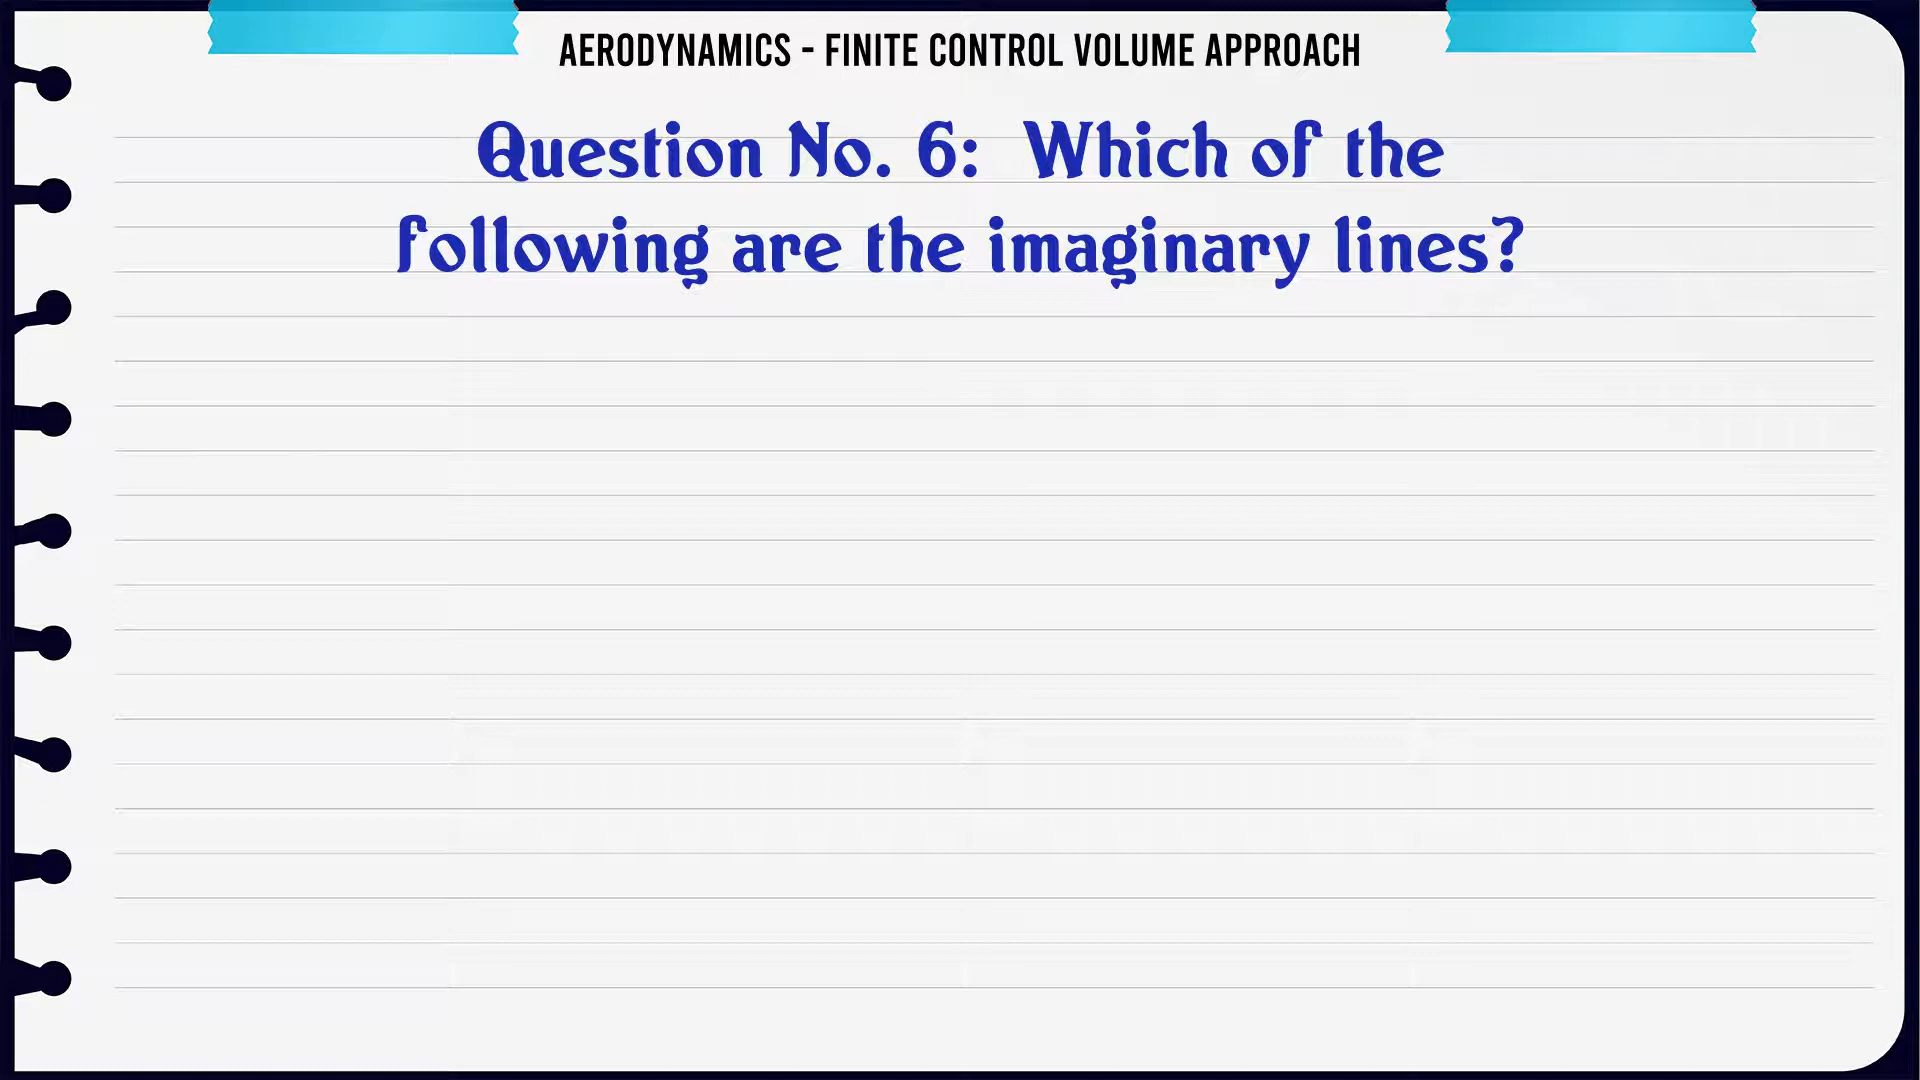 AERODYNAMICS - FINITE CONTROL VOLUME APPROACH
Question No. 6: Which of the
following are the imaginary lines?